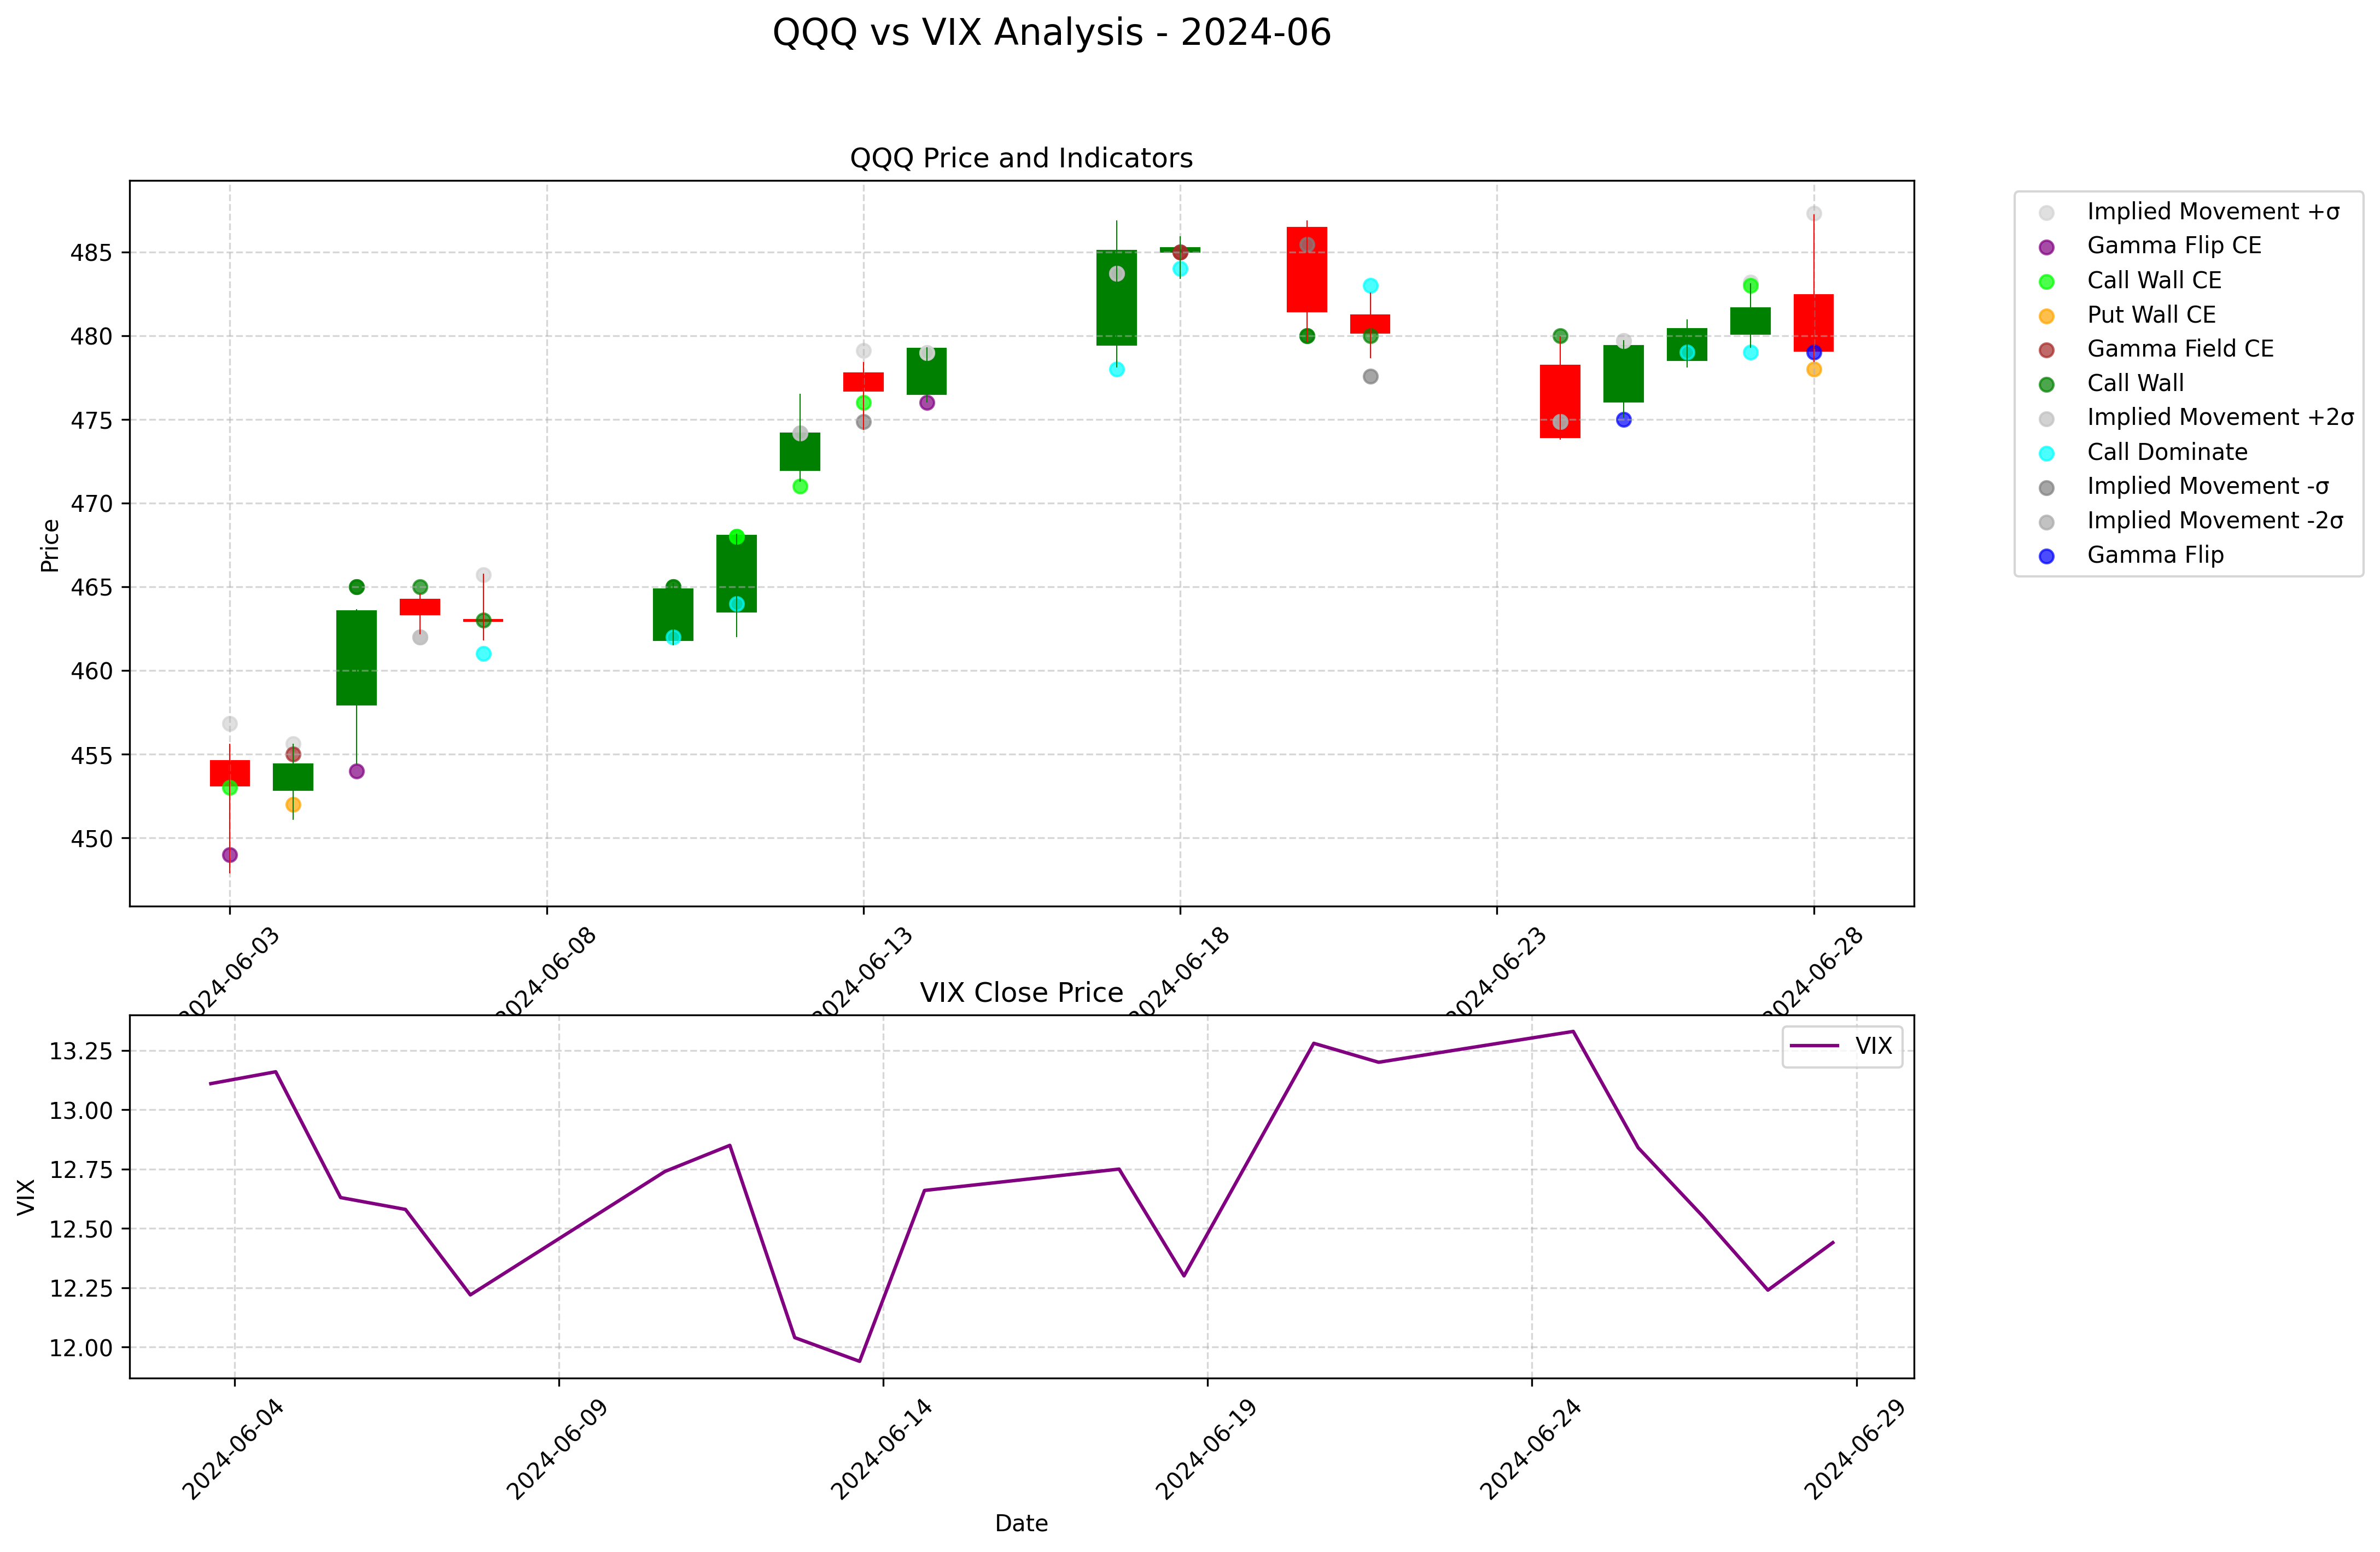 QQQ vs VIX Analysis - 2024-06
QQQ Price and Indicators
Price
485
480
475
470
465
460
455
450
2024-06-03
2024-06-08
2024-06-13
2024-06-18
2024-06-23
2024-06-28
Implied Movement +σ
Gamma Flip CE
Call Wall CE
Put Wall CE
Gamma Field CE
Call Wall
Implied Movement +2σ
Call Dominate
Implied Movement -σ
Implied Movement -2σ
Gamma Flip
VIX Close Price
VIX
13.25
13.00
12.75
12.50
12.25
12.00
VIX
2024-06-04
2024-06-09
2024-06-14
2024-06-19
2024-06-24
2024-06-29
Date